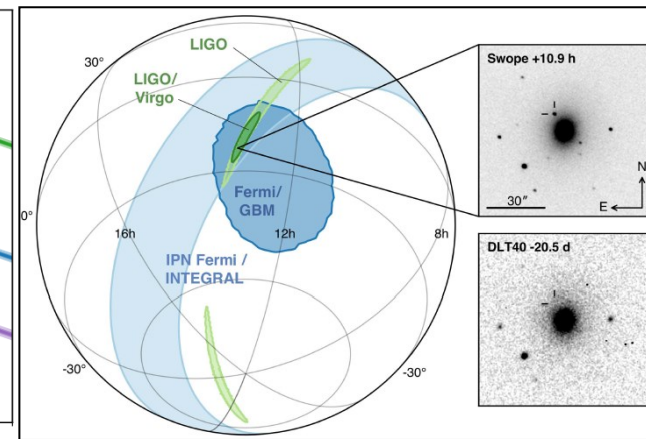 LIGO
30°
LIGO/
Virgo
Fermi/
GBM
0°
16h
12h
8h
IPN Fermi /
INTEGRAL
-30°
-30°
Swope +10.9 h
30"
N
E
DLT40 -20.5 d